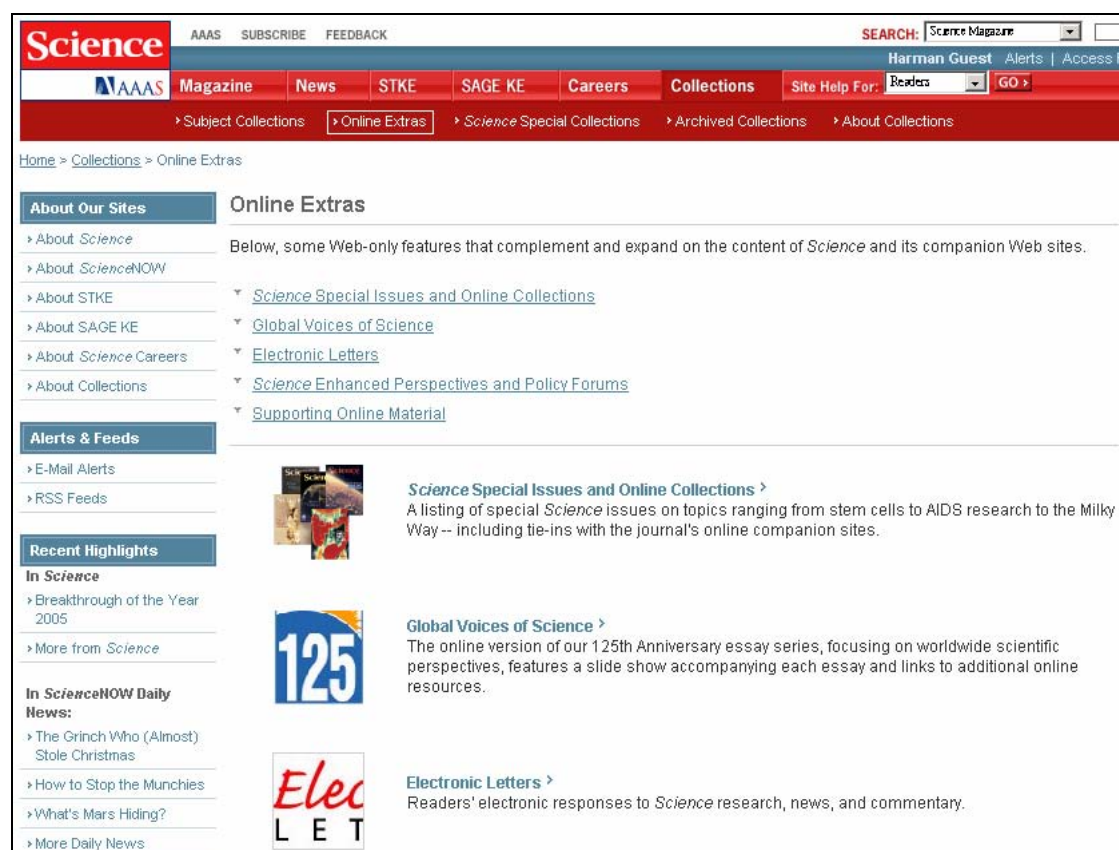 Science
AAAS SUBSCRIBE FEEDBACK
SEARCH: Science Magazine
Harman Guest Alerts | Access
AAAS
Magazine News STKE SAGE KE Careers Collections Site Help For: Readers GO ›
› Subject Collections › Online Extras › Science Special Collections › Archived Collections › About Collections
Home > Collections > Online Extras
About Our Sites
› About Science
› About ScienceNOW
› About STKE
› About SAGE KE
› About Science Careers
› About Collections
Alerts & Feeds
› E-Mail Alerts
› RSS Feeds
Recent Highlights
In Science
› Breakthrough of the Year
2005
› More from Science
In ScienceNOW Daily
News:
› The Grinch Who (Almost)
Stole Christmas
› How to Stop the Munchies
› What's Mars Hiding?
› More Daily News
Online Extras
Below, some Web-only features that complement and expand on the content of Science and its companion Web sites.
Science Special Issues and Online Collections
Global Voices of Science
Electronic Letters
Science Enhanced Perspectives and Policy Forums
Supporting Online Material
Science Special Issues and Online Collections ›
A listing of special Science issues on topics ranging from stem cells to AIDS research to the Milky
Way -- including tie-ins with the journal's online companion sites.
125
Global Voices of Science ›
The online version of our 125th Anniversary essay series, focusing on worldwide scientific
perspectives, features a slide show accompanying each essay and links to additional online
resources.
Elec
LET
Electronic Letters ›
Readers' electronic responses to Science research, news, and commentary.